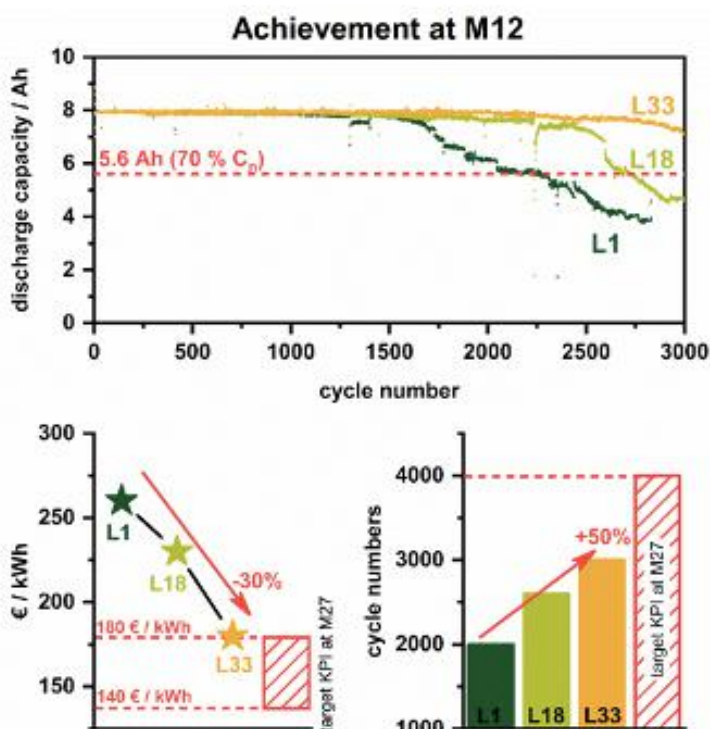 Achievement at M12
discharge capacity / Ah
10
8
6
4
2
0
5.6 Ah (70 % C₀)
L33
L18
L1
0
500
1000
1500
2000
2500
3000
cycle number
€ / kWh
300
250
200
150
L1
L18
L33
-30%
180 € / kWh
140 € / kWh
target KPI at M27
cycle numbers
4000
3000
2000
1000
+50%
L1
L18
L33
target KPI at M27